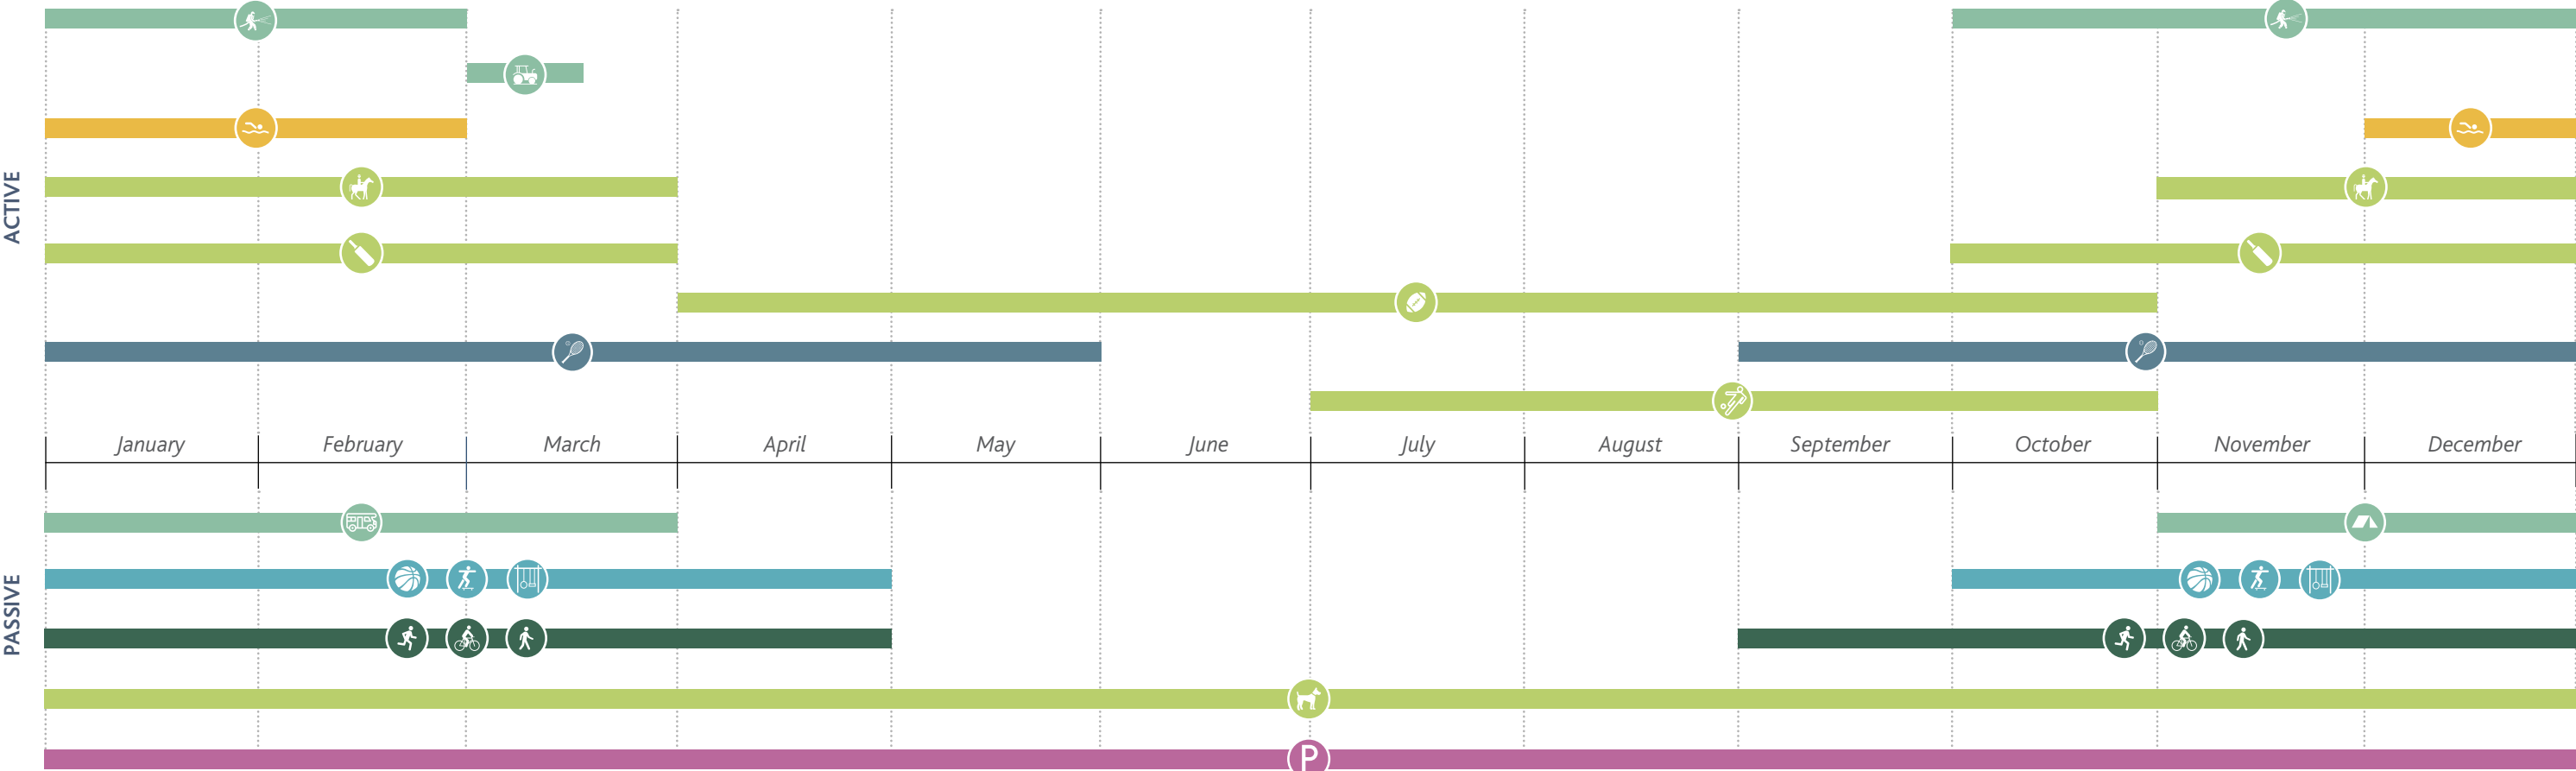 ACTIVE
January February March April May June July August September October November December
PASSIVE
P